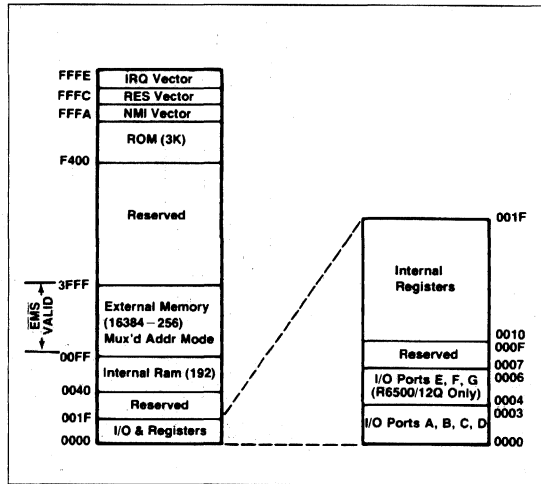 FFFE
IRQ Vector
FFFC
RES Vector
FFFA
NMI Vector
ROM (3K)
F400
Reserved
3FFF
EMS
VALID
External Memory
(16384 – 256)
Mux'd Addr Mode
00FF
Internal Ram (192)
0040
Reserved
001F
I/O & Registers
0000
001F
Internal
Registers
0010
000F
Reserved
0007
0006
I/O Ports E, F, G
(R6500/12Q Only)
0004
0003
I/O Ports A, B, C, D
0000